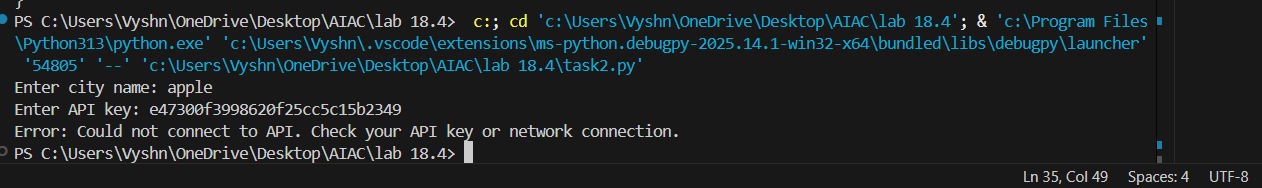 }
PS C:\Users\Vyshn\OneDrive\Desktop\AIAC\lab 18.4>  c:; cd 'c:\Users\Vyshn\OneDrive\Desktop\AIAC\lab 18.4'; & 'c:\Program Files
\Python313\python.exe' 'c:\Users\Vyshn\.vscode\extensions\ms-python.debugpy-2025.14.1-win32-x64\bundled\libs\debugpy\launcher'
 '54805' '--' 'c:\Users\Vyshn\OneDrive\Desktop\AIAC\lab 18.4\task2.py'
Enter city name: apple
Enter API key: e47300f3998620f25cc5c15b2349
Error: Could not connect to API. Check your API key or network connection.
PS C:\Users\Vyshn\OneDrive\Desktop\AIAC\lab 18.4>
Ln 35, Col 49 Spaces: 4 UTF-8